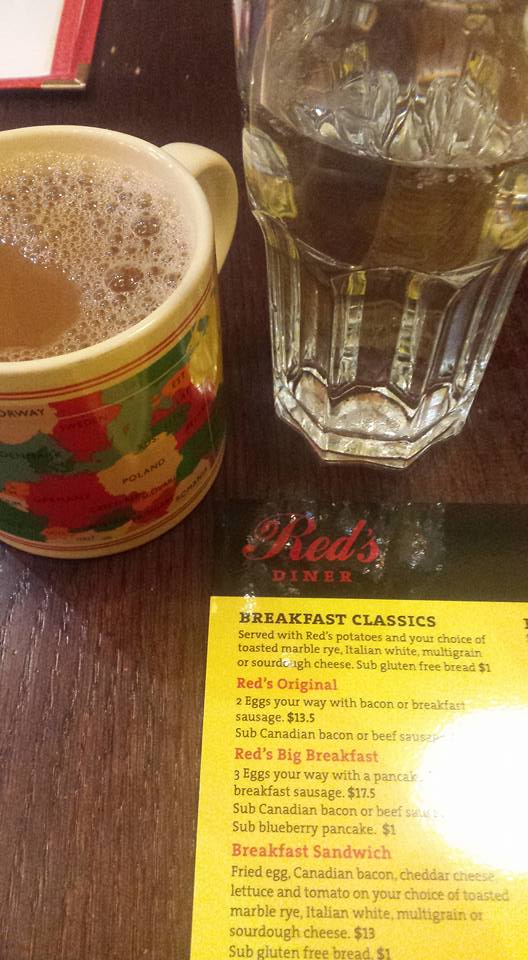 NORWAY
SWEDEN
EST
DENMARK
POLAND
GERMANY
ROMANIA
Red's
DINER
BREAKFAST CLASSICS
Served with Red's potatoes and your choice of
toasted marble rye, Italian white, multigrain
or sourdough cheese. Sub gluten free bread $1
Red's Original
2 Eggs your way with bacon or breakfast
sausage. $13.5
Sub Canadian bacon or beef sausage
Red's Big Breakfast
3 Eggs your way with a pancake
breakfast sausage. $17.5
Sub Canadian bacon or beef
Sub blueberry pancake. $1
Breakfast Sandwich
Fried egg, Canadian bacon, cheddar cheese,
lettuce and tomato on your choice of toasted
marble rye, Italian white, multigrain or
sourdough cheese. $13
Sub gluten free bread. $1